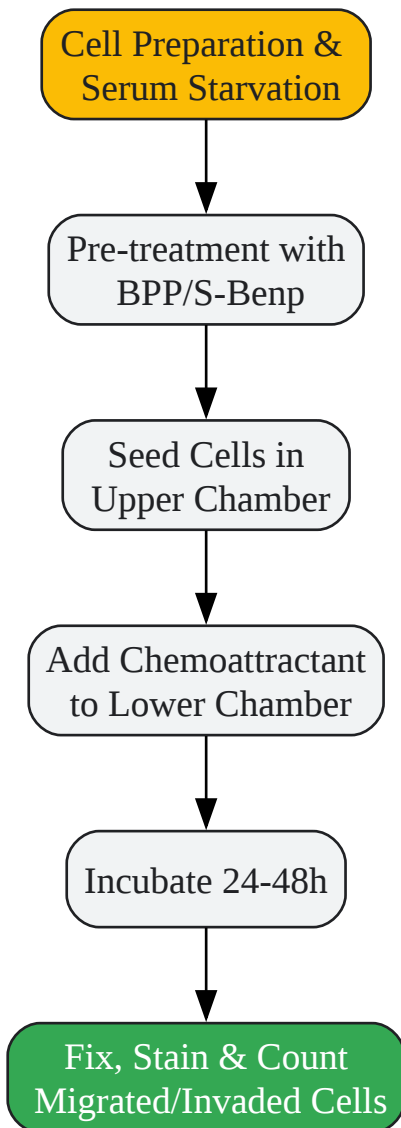 Cell Preparation &
Serum Starvation
Pre-treatment with
BPP/S-Benp
Seed Cells in
Upper Chamber
Add Chemoattractant
to Lower Chamber
Incubate 24-48h
Fix, Stain & Count
Migrated/Invaded Cells